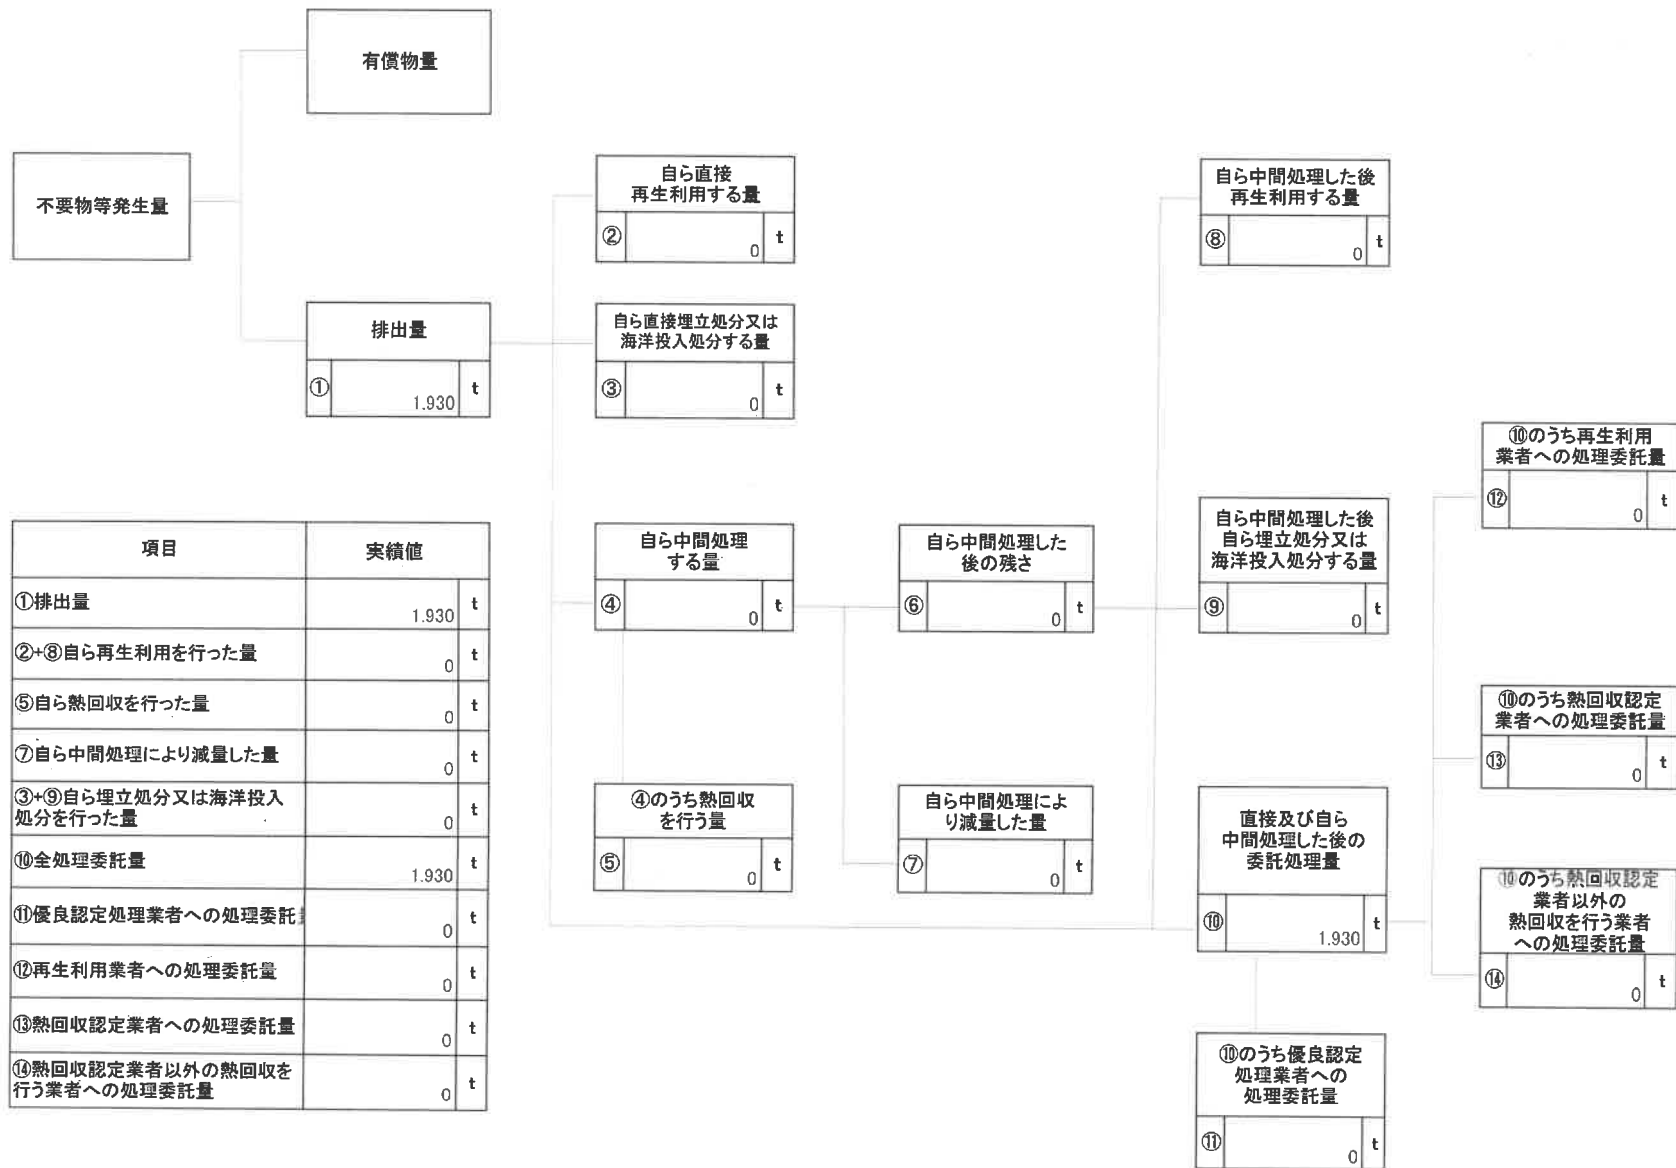 有償物量
不要物等発生量
排出量
① 1.930 t
自ら直接
再生利用する量
② 0 t
自ら直接埋立処分又は
海洋投入処分する量
③ 0 t
自ら中間処理
する量
④ 0 t
④のうち熱回収
を行う量
⑤ 0 t
自ら中間処理した
後の残さ
⑥ 0 t
自ら中間処理によ
り減量した量
⑦ 0 t
自ら中間処理した後
再生利用する量
⑧ 0 t
自ら中間処理した後
自ら埋立処分又は
海洋投入処分する量
⑨ 0 t
直接及び自ら
中間処理した後の
委託処理量
⑩ 1.930 t
⑩のうち優良認定
処理業者への
処理委託量
⑪ 0 t
⑩のうち再生利用
業者への処理委託量
⑫ 0 t
⑩のうち熱回収認定
業者への処理委託量
⑬ 0 t
⑩のうち熱回収認定
業者以外の
熱回収を行う業者
への処理委託量
⑭ 0 t
項目 実績値
①排出量 1.930 t
②+⑧自ら再生利用を行った量 0 t
⑤自ら熱回収を行った量 0 t
⑦自ら中間処理により減量した量 0 t
③+⑨自ら埋立処分又は海洋投入
処分を行った量 0 t
⑩全処理委託量 1.930 t
⑪優良認定処理業者への処理委託 0 t
⑫再生利用業者への処理委託量 0 t
⑬熱回収認定業者への処理委託量 0 t
⑭熱回収認定業者以外の熱回収を
行う業者への処理委託量 0 t